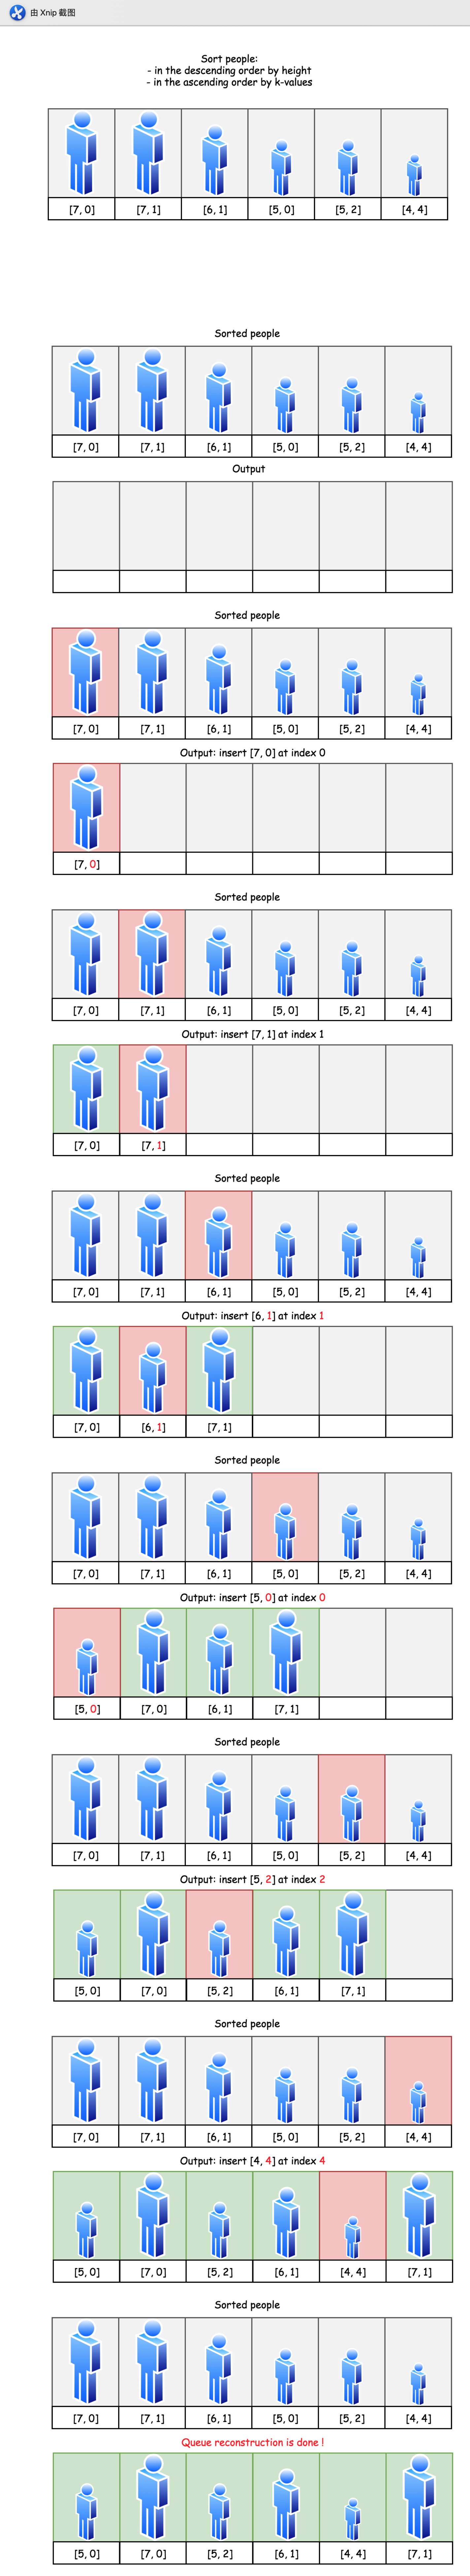 由 Xnip 截图
Sort people:
- in the descending order by height
- in the ascending order by k-values
[7, 0] [7, 1] [6, 1] [5, 0] [5, 2] [4, 4]
Sorted people
[7, 0] [7, 1] [6, 1] [5, 0] [5, 2] [4, 4]
Output
Sorted people
[7, 0] [7, 1] [6, 1] [5, 0] [5, 2] [4, 4]
Output: insert [7, 0] at index 0
[7, 0]
Sorted people
[7, 0] [7, 1] [6, 1] [5, 0] [5, 2] [4, 4]
Output: insert [7, 1] at index 1
[7, 0] [7, 1]
Sorted people
[7, 0] [7, 1] [6, 1] [5, 0] [5, 2] [4, 4]
Output: insert [6, 1] at index 1
[7, 0] [6, 1] [7, 1]
Sorted people
[7, 0] [7, 1] [6, 1] [5, 0] [5, 2] [4, 4]
Output: insert [5, 0] at index 0
[5, 0] [7, 0] [6, 1] [7, 1]
Sorted people
[7, 0] [7, 1] [6, 1] [5, 0] [5, 2] [4, 4]
Output: insert [5, 2] at index 2
[5, 0] [7, 0] [5, 2] [6, 1] [7, 1]
Sorted people
[7, 0] [7, 1] [6, 1] [5, 0] [5, 2] [4, 4]
Output: insert [4, 4] at index 4
[5, 0] [7, 0] [5, 2] [6, 1] [4, 4] [7, 1]
Sorted people
[7, 0] [7, 1] [6, 1] [5, 0] [5, 2] [4, 4]
Queue reconstruction is done !
[5, 0] [7, 0] [5, 2] [6, 1] [4, 4] [7, 1]